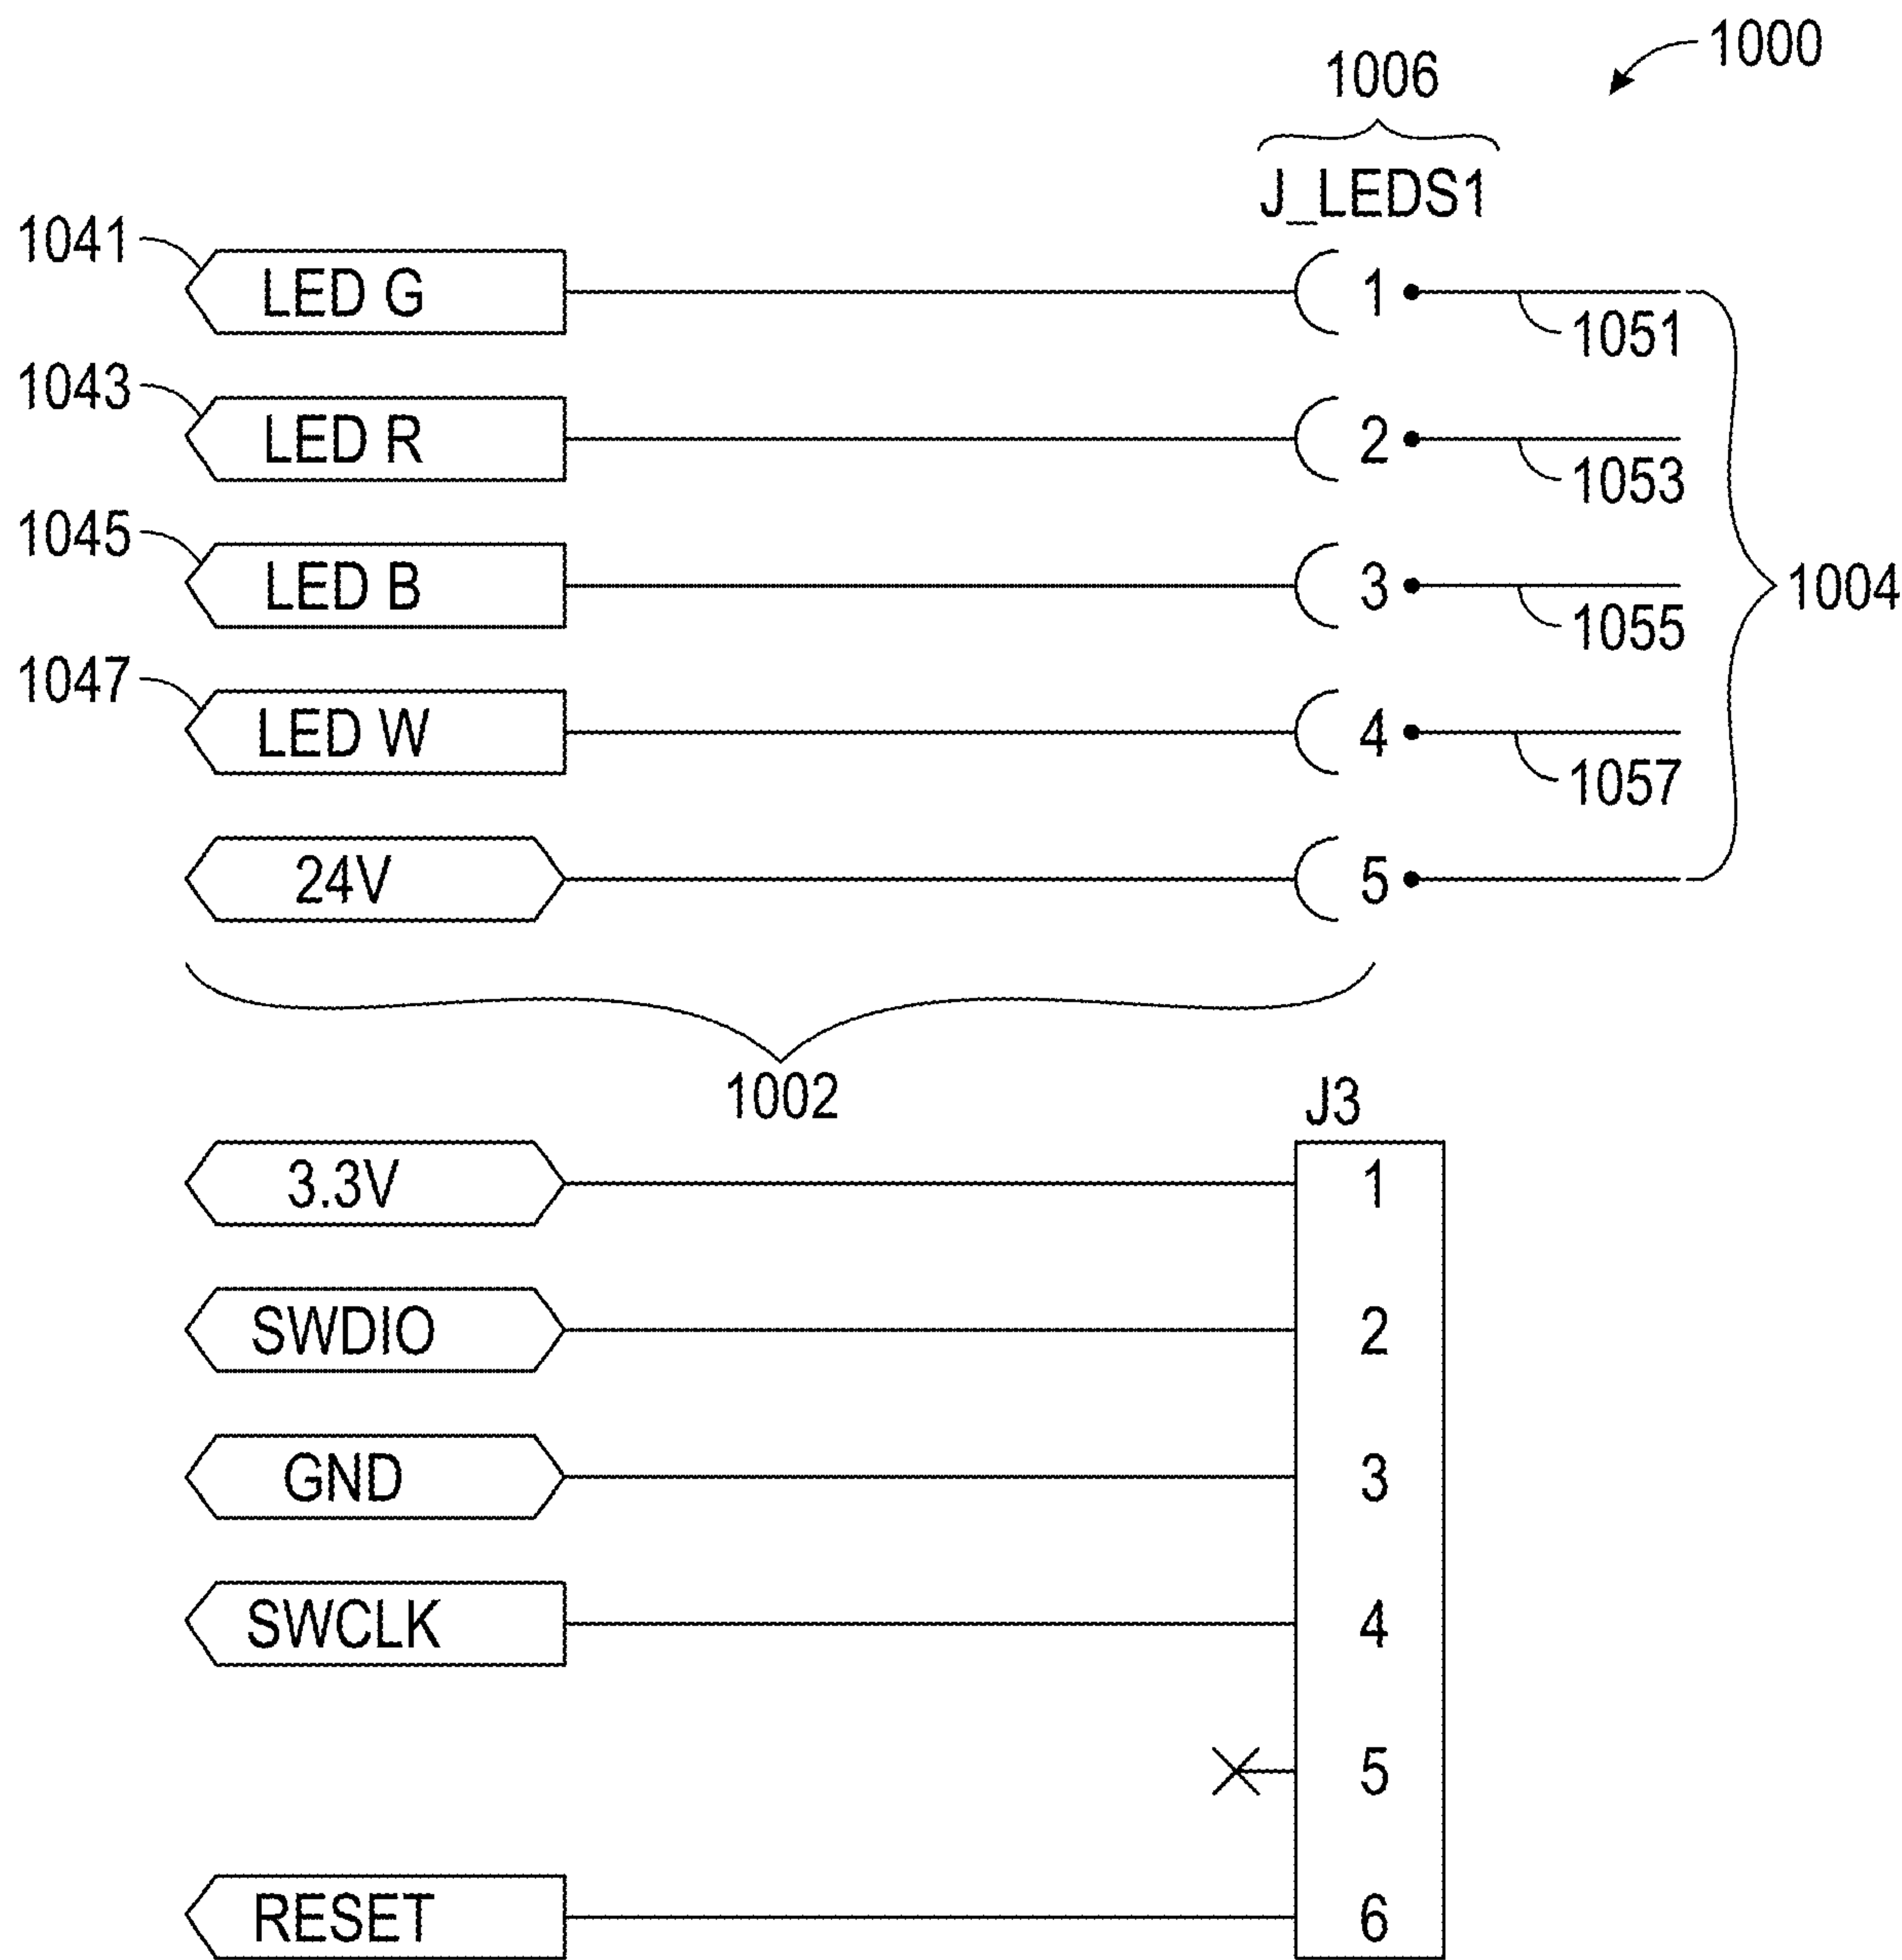 1000
1006
J_LEDS1
1041
LED G
1
1051
1043
LED R
2
1053
1045
LED B
3
1055
1004
1047
LED W
4
1057
24V
5
1002
J3
3.3V
1
SWDIO
2
GND
3
SWCLK
4
5
RESET
6